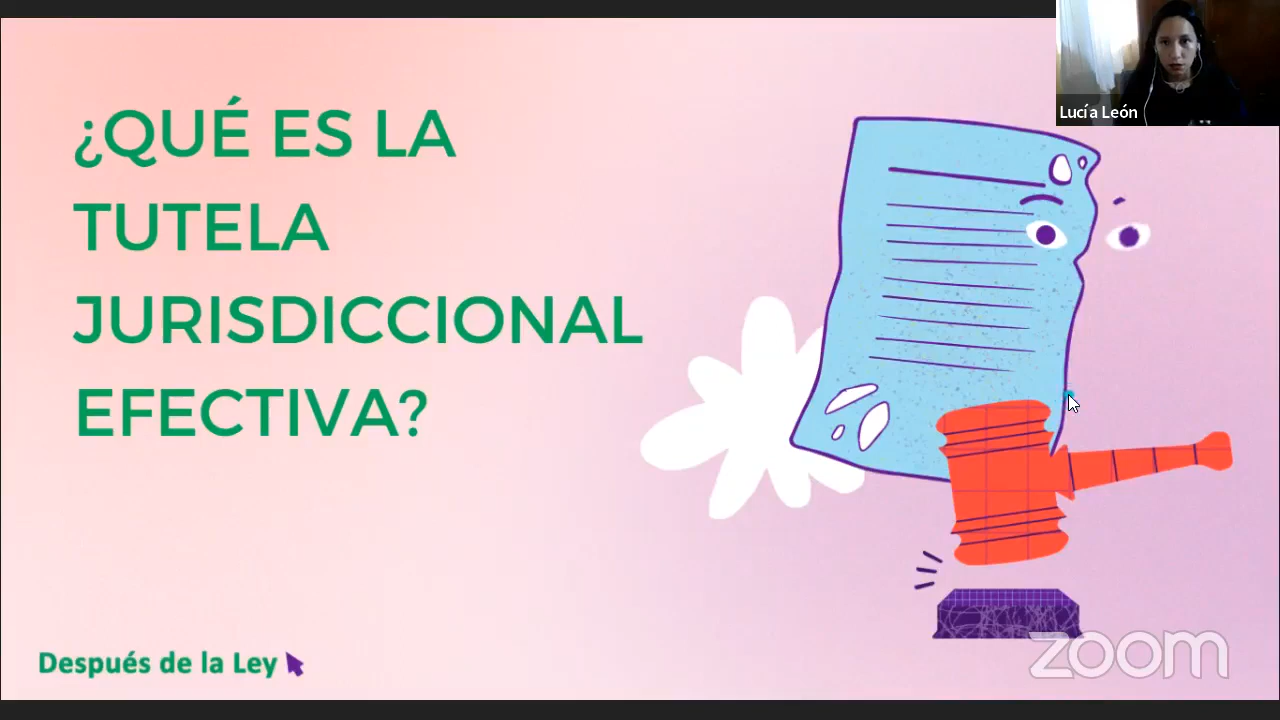 ¿QUÉ ES LA
TUTELA
JURISDICCIONAL
EFECTIVA?
Lucía León
Después de la Ley
zoom